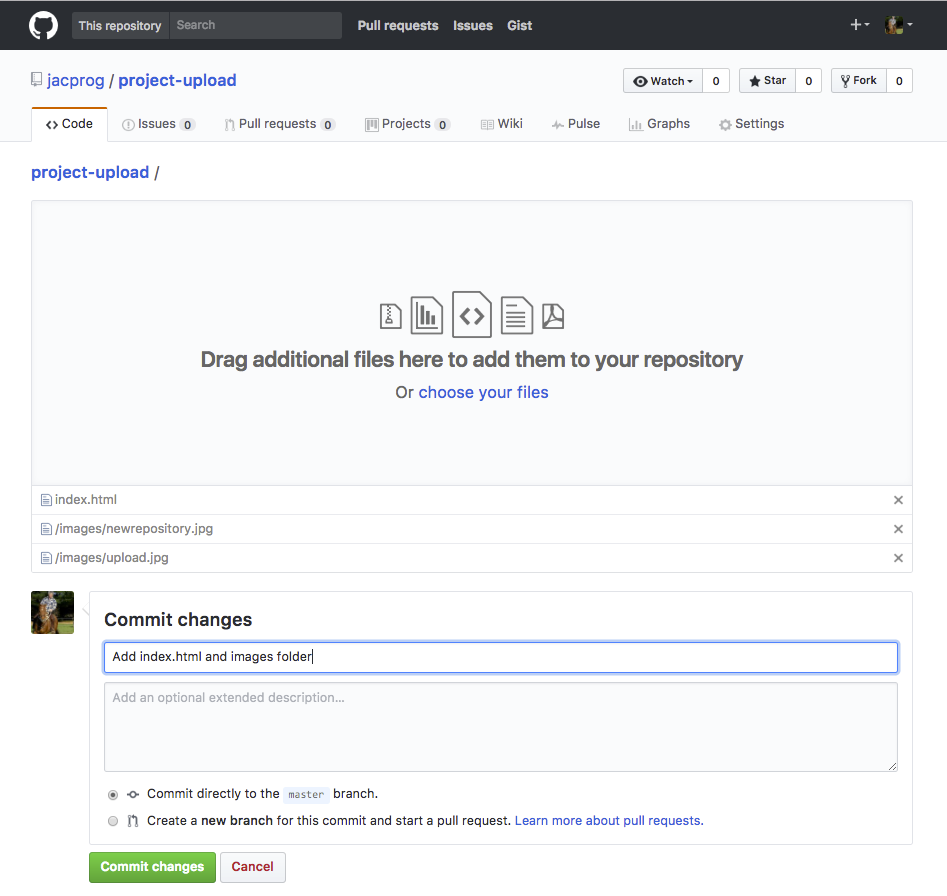 This repository Search Pull requests Issues Gist
jacprog / project-upload Watch 0 Star 0 Fork 0
Code Issues 0 Pull requests 0 Projects 0 Wiki Pulse Graphs Settings
project-upload /
Drag additional files here to add them to your repository
Or choose your files
index.html
/images/newrepository.jpg
/images/upload.jpg
Commit changes
Add index.html and images folder
Add an optional extended description...
Commit directly to the master branch.
Create a new branch for this commit and start a pull request. Learn more about pull requests.
Commit changes Cancel